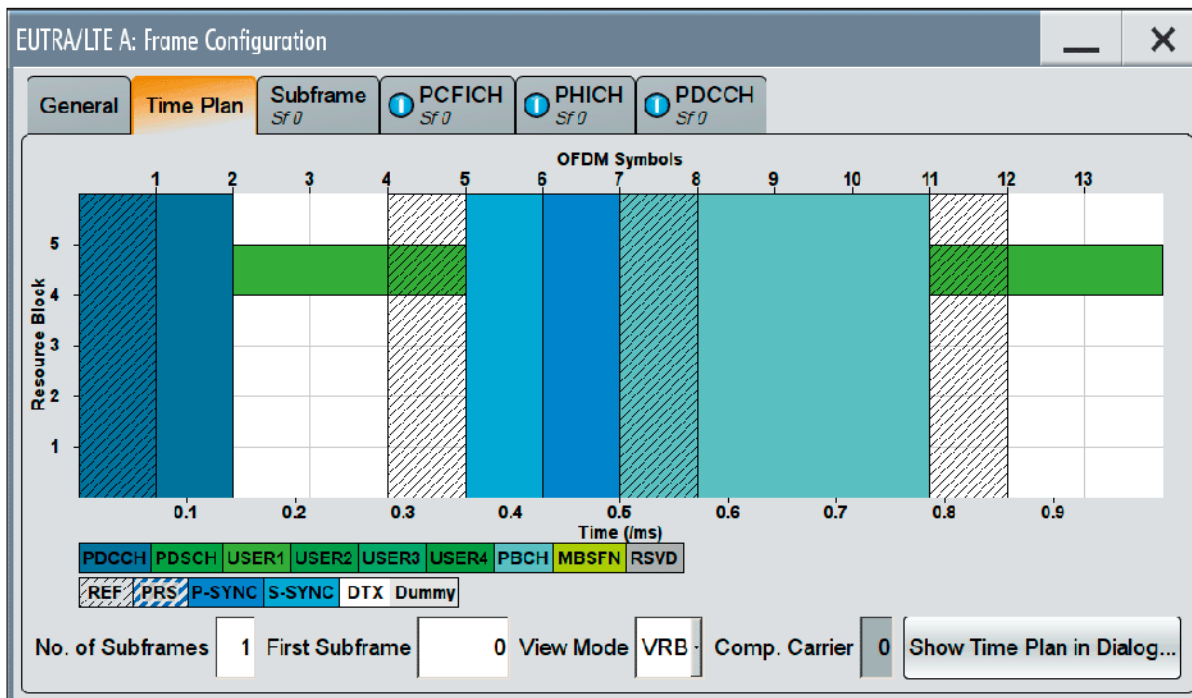 EUTRA/LTE A: Frame Configuration
General
Time Plan
Subframe
Sf 0
PCFICH
Sf 0
PHICH
Sf 0
PDCCH
Sf 0
OFDM Symbols
1 2 3 4 5 6 7 8 9 10 11 12 13
Resource Block
5
4
3
2
1
0.1 0.2 0.3 0.4 0.5 0.6 0.7 0.8 0.9
Time (/ms)
PDCCH PDSCH USER1 USER2 USER3 USER4 PBCH MBSFN RSVD
REF PRS P-SYNC S-SYNC DTX Dummy
No. of Subframes 1 First Subframe 0 View Mode VRB Comp. Carrier 0 Show Time Plan in Dialog...